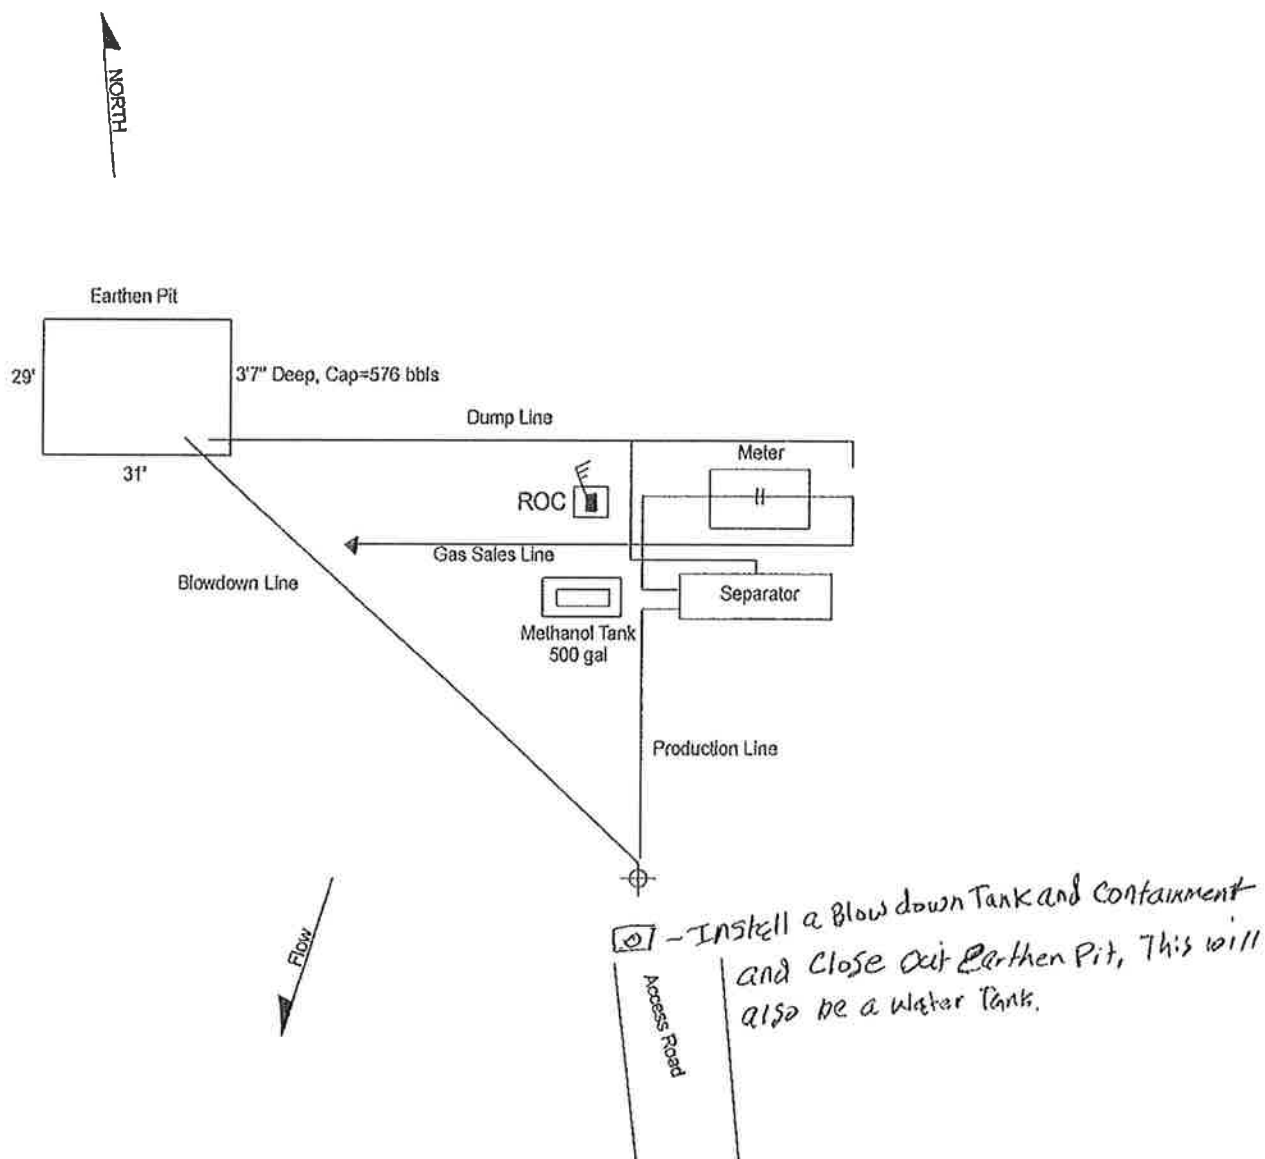 NORTH
Earthen Pit
29'
3'7" Deep, Cap=576 bbls
31'
Dump Line
Meter
ROC
Gas Sales Line
Blowdown Line
Separator
Methanol Tank
500 gal
Production Line
Flow
- Install a Blow down Tank and Containment
and Close Out Earthen Pit, This will
also be a Water Tank.
Access Road